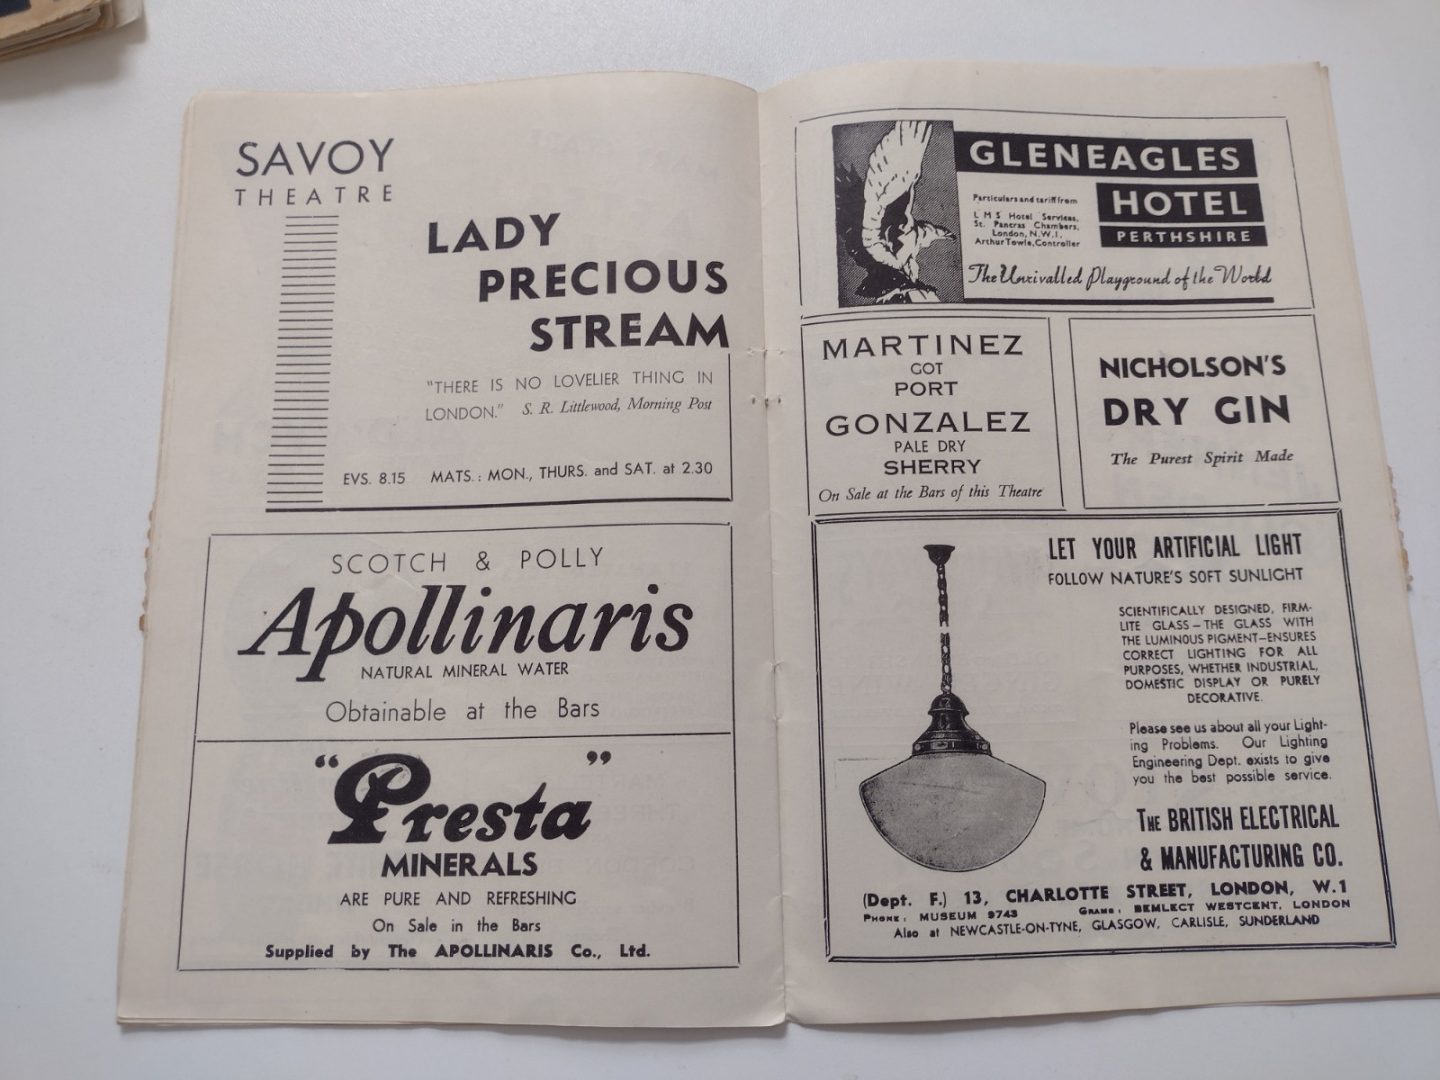 SAVOY
THEATRE
LADY
PRECIOUS
STREAM
"THERE IS NO LOVELIER THING IN
LONDON." S. R. Littlewood, Morning Post
EVS. 8.15 MATS.: MON., THURS. and SAT. at 2.30
SCOTCH & POLLY
Apollinaris
NATURAL MINERAL WATER
Obtainable at the Bars
"Presta"
MINERALS
ARE PURE AND REFRESHING
On Sale in the Bars
Supplied by The APOLLINARIS Co., Ltd.
GLENEAGLES
HOTEL
PERTHSHIRE
Particulars and tariff from
L M S Hotel Services,
St. Pancras Chambers,
London, N.W.1.
Arthur Towle, Controller
The Unrivalled Playground of the World
MARTINEZ
GOT
PORT
GONZALEZ
PALE DRY
SHERRY
On Sale at the Bars of this Theatre
NICHOLSON'S
DRY GIN
The Purest Spirit Made
LET YOUR ARTIFICIAL LIGHT
FOLLOW NATURE'S SOFT SUNLIGHT
SCIENTIFICALLY DESIGNED, FIRM-
LITE GLASS—THE GLASS WITH
THE LUMINOUS PIGMENT—ENSURES
CORRECT LIGHTING FOR ALL
PURPOSES, WHETHER INDUSTRIAL,
DOMESTIC DISPLAY OR PURELY
DECORATIVE.
Please see us about all your Light-
ing Problems. Our Lighting
Engineering Dept. exists to give
you the best possible service.
THE BRITISH ELECTRICAL
& MANUFACTURING CO.
(Dept. F.) 13, CHARLOTTE STREET, LONDON, W.1
PHONE: MUSEUM 9743 GRAMS: BEMLECT WESTCENT, LONDON
Also at NEWCASTLE-ON-TYNE, GLASGOW, CARLISLE, SUNDERLAND